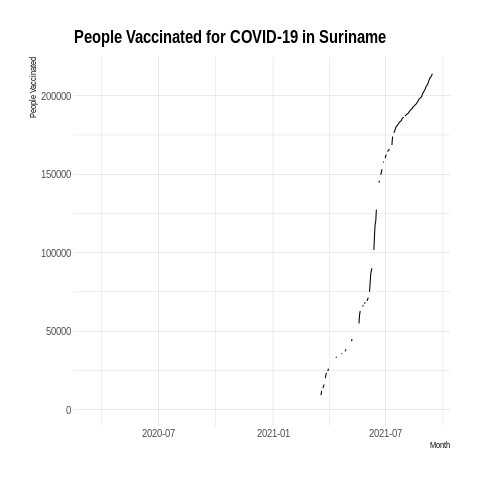 People Vaccinated for COVID-19 in Suriname
People Vaccinated
200000
150000
100000
50000
0
2020-07
2021-01
2021-07
Month